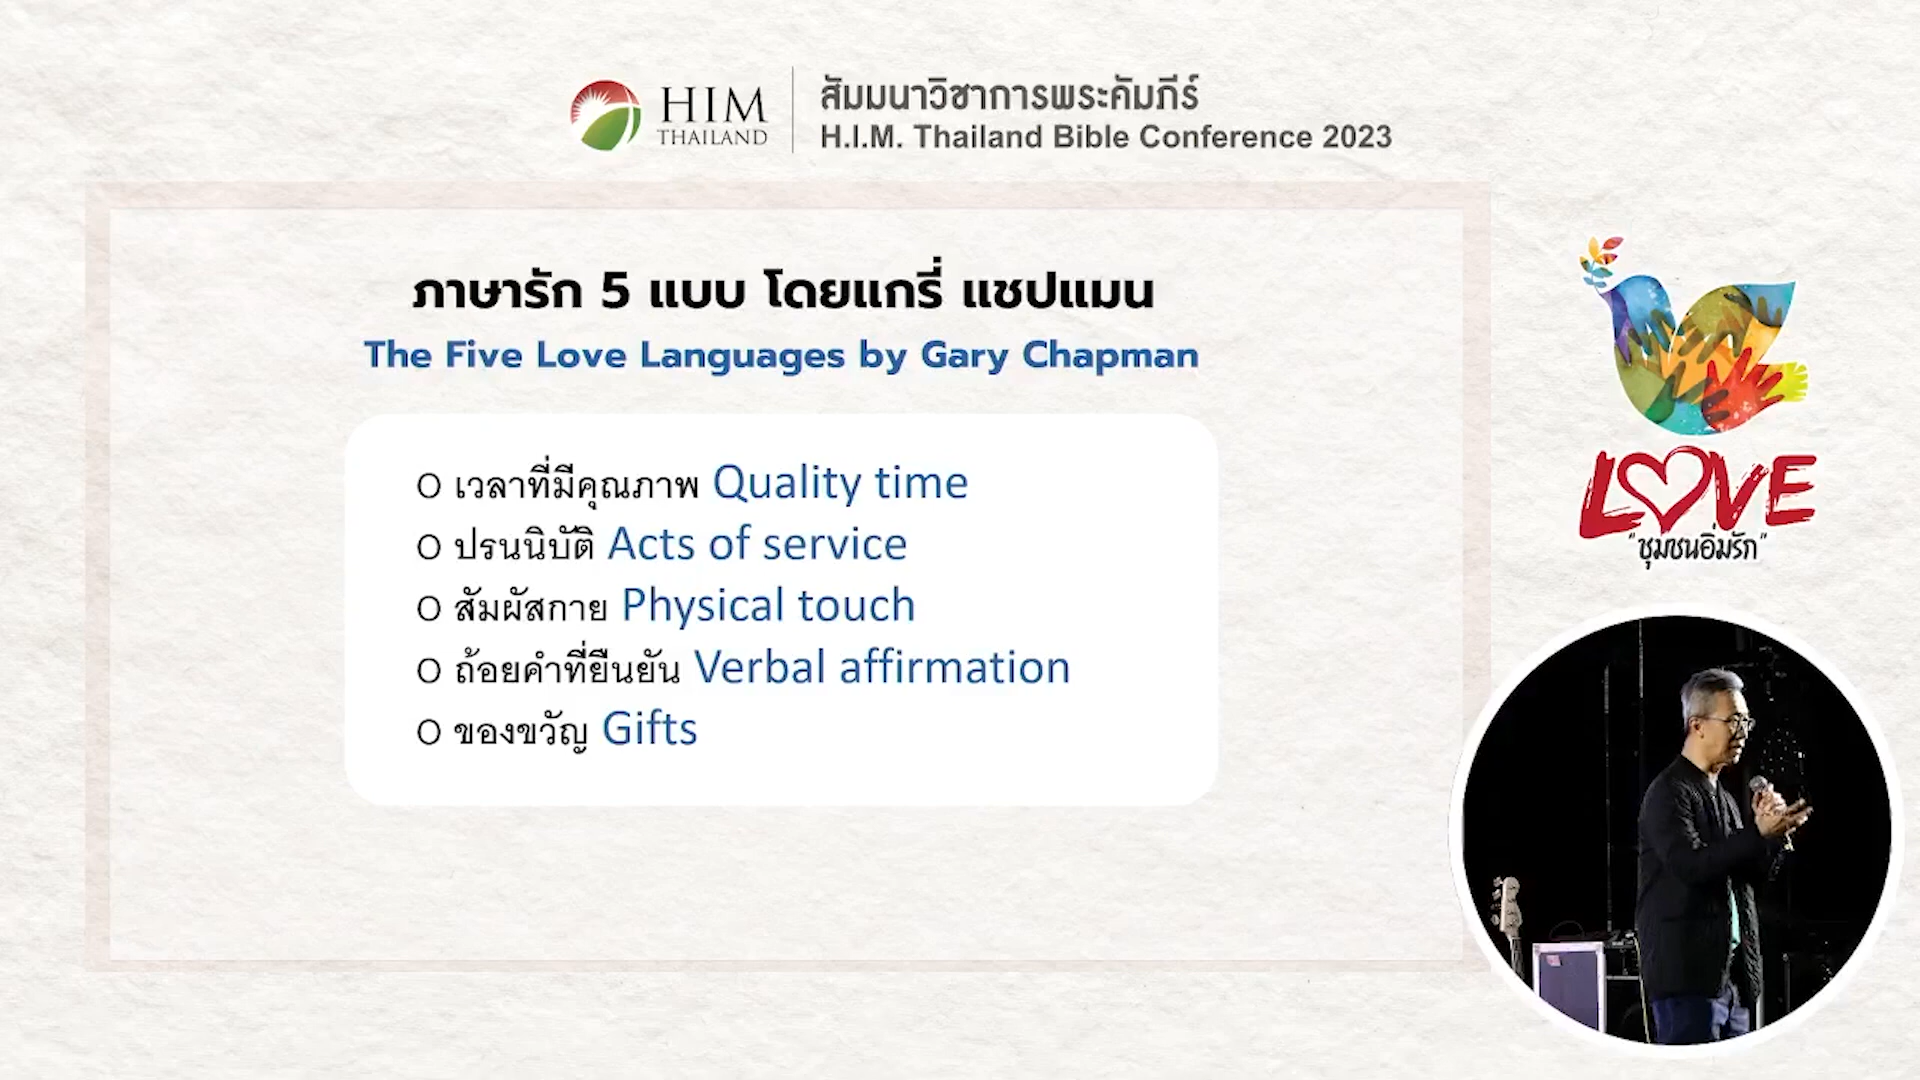 HIM
THAILAND
สัมมนาวิชาการพระคัมภีร์
H.I.M. Thailand Bible Conference 2023
ภาษารัก 5 แบบ โดยแกรี่ แชปแมน
The Five Love Languages by Gary Chapman
O เวลาที่มีคุณภาพ Quality time
O ปรนนิบัติ Acts of service
O สัมผัสกาย Physical touch
O ถ้อยคำที่ยืนยัน Verbal affirmation
O ของขวัญ Gifts
LOVE
"ชุมชนอิ่มรัก"